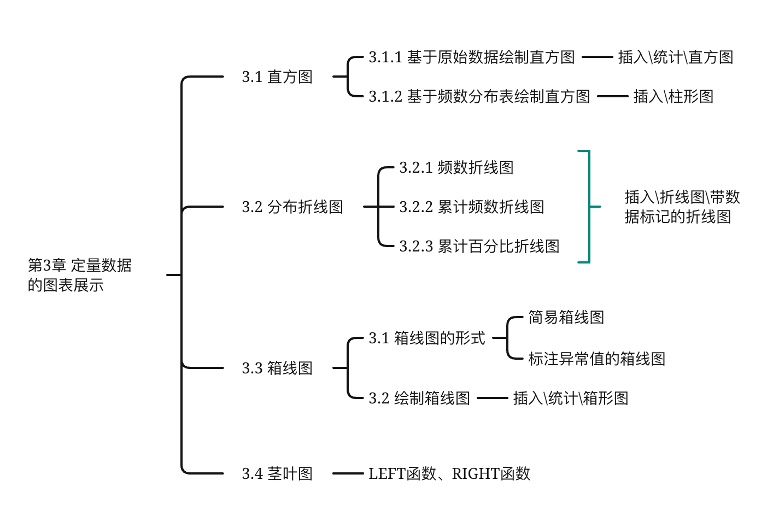 第3章 定量数据
的图表展示
3.1 直方图
3.1.1 基于原始数据绘制直方图
插入\统计\直方图
3.1.2 基于频数分布表绘制直方图
插入\柱形图
3.2 分布折线图
3.2.1 频数折线图
3.2.2 累计频数折线图
3.2.3 累计百分比折线图
插入\折线图\带数
据标记的折线图
3.3 箱线图
3.1 箱线图的形式
简易箱线图
标注异常值的箱线图
3.2 绘制箱线图
插入\统计\箱形图
3.4 茎叶图
LEFT函数、RIGHT函数